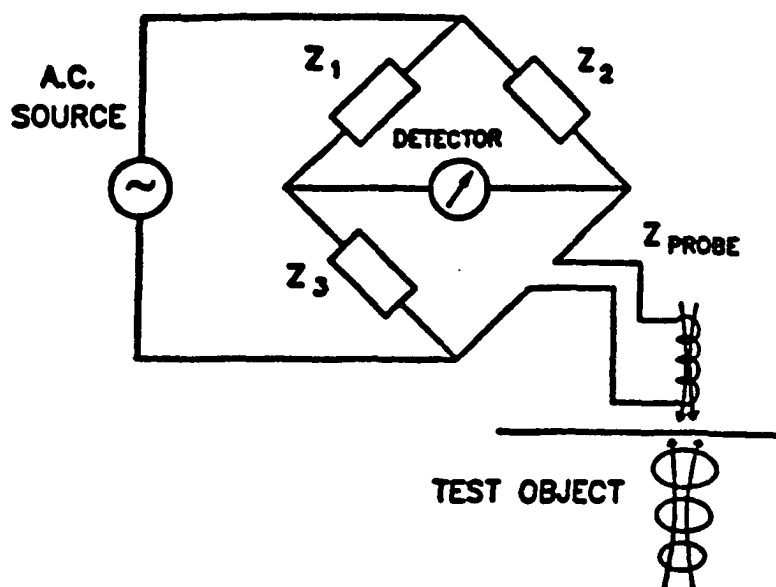 A.C.
SOURCE
~
Z1
Z2
DETECTOR
Z3
Z PROBE
TEST OBJECT